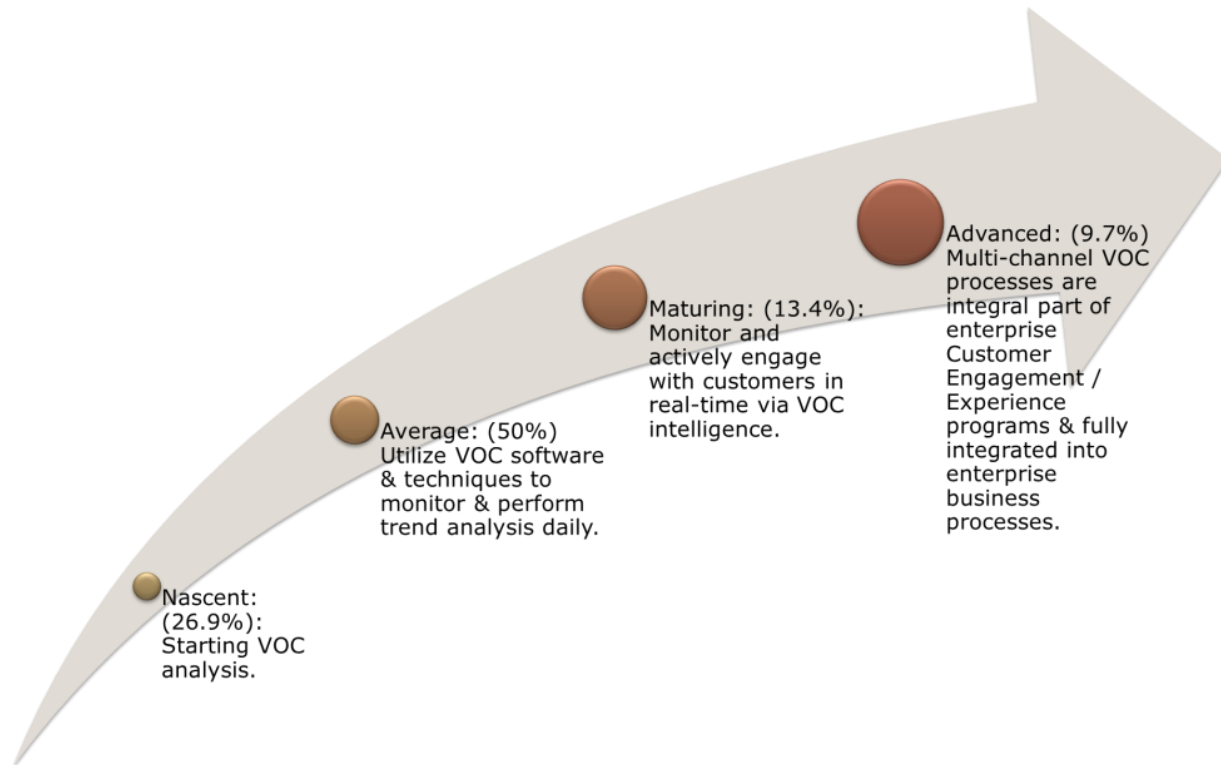 Nascent:
(26.9%):
Starting VOC
analysis.
Average: (50%)
Utilize VOC software
& techniques to
monitor & perform
trend analysis daily.
Maturing: (13.4%):
Monitor and
actively engage
with customers in
real-time via VOC
intelligence.
Advanced: (9.7%)
Multi-channel VOC
processes are
integral part of
enterprise
Customer
Engagement /
Experience
programs & fully
integrated into
enterprise
business
processes.